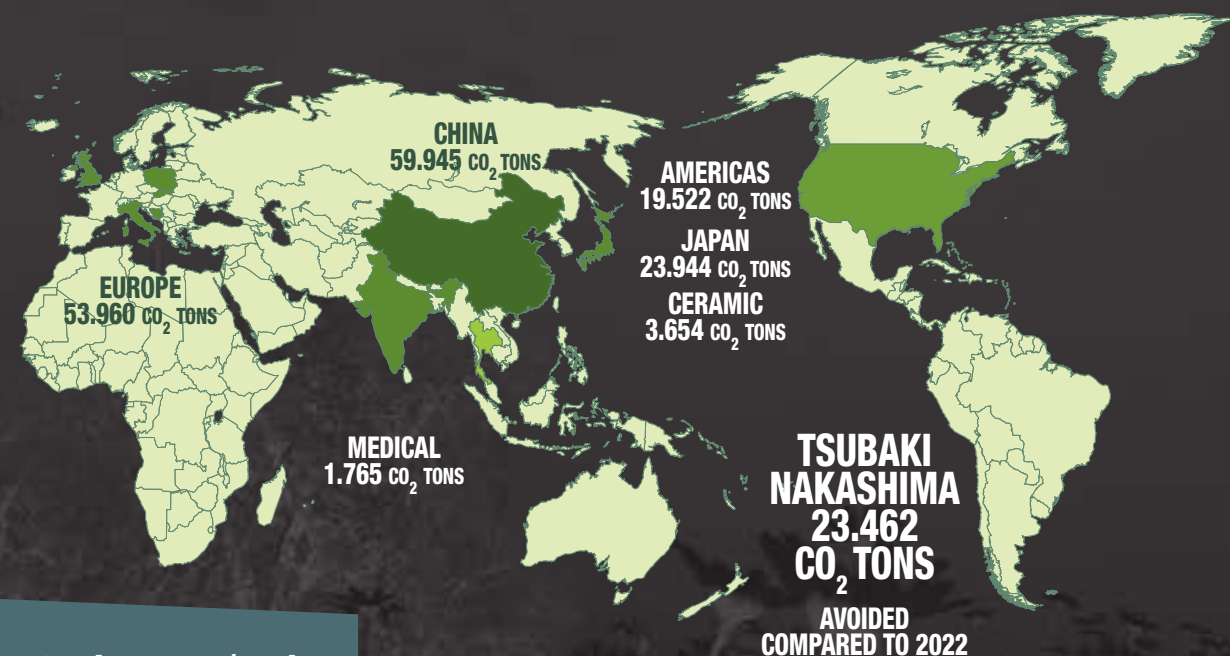 CHINA
59.945 CO2 TONS
AMERICAS
19.522 CO2 TONS
JAPAN
23.944 CO2 TONS
CERAMIC
3.654 CO2 TONS
EUROPE
53.960 CO2 TONS
MEDICAL
1.765 CO2 TONS
TSUBAKI
NAKASHIMA
23.462
CO2 TONS
AVOIDED
COMPARED TO 2022